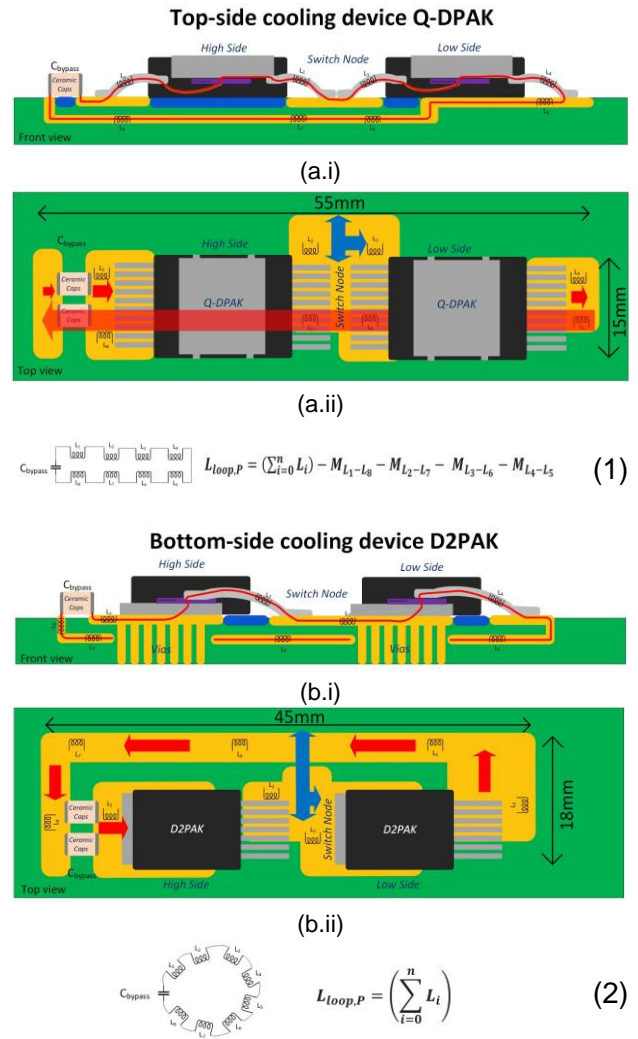 Top-side cooling device Q-DPAK
High Side
Switch Node
Low Side
Cbypass
Ceramic
Caps
Front view
(a.i)
55mm
Cbypass
High Side
Low Side
Ceramic
Caps
Ceramic
Caps
Q-DPAK
Switch Node
Q-DPAK
15mm
Top view
(a.ii)
Cbypass
L_loop,P = (∑_{i=0}^{n} L_i) − M_{L1−L8} − M_{L2−L7} − M_{L3−L6} − M_{L4−L5}
(1)
Bottom-side cooling device D2PAK
High Side
Switch Node
Low Side
Cbypass
Ceramic
Caps
Vias
Vias
Front view
(b.i)
45mm
Ceramic
Caps
Ceramic
Caps
Cbypass
D2PAK
Switch Node
D2PAK
18mm
High Side
Low Side
Top view
(b.ii)
Cbypass
L_loop,P = (∑_{i=0}^{n} L_i)
(2)